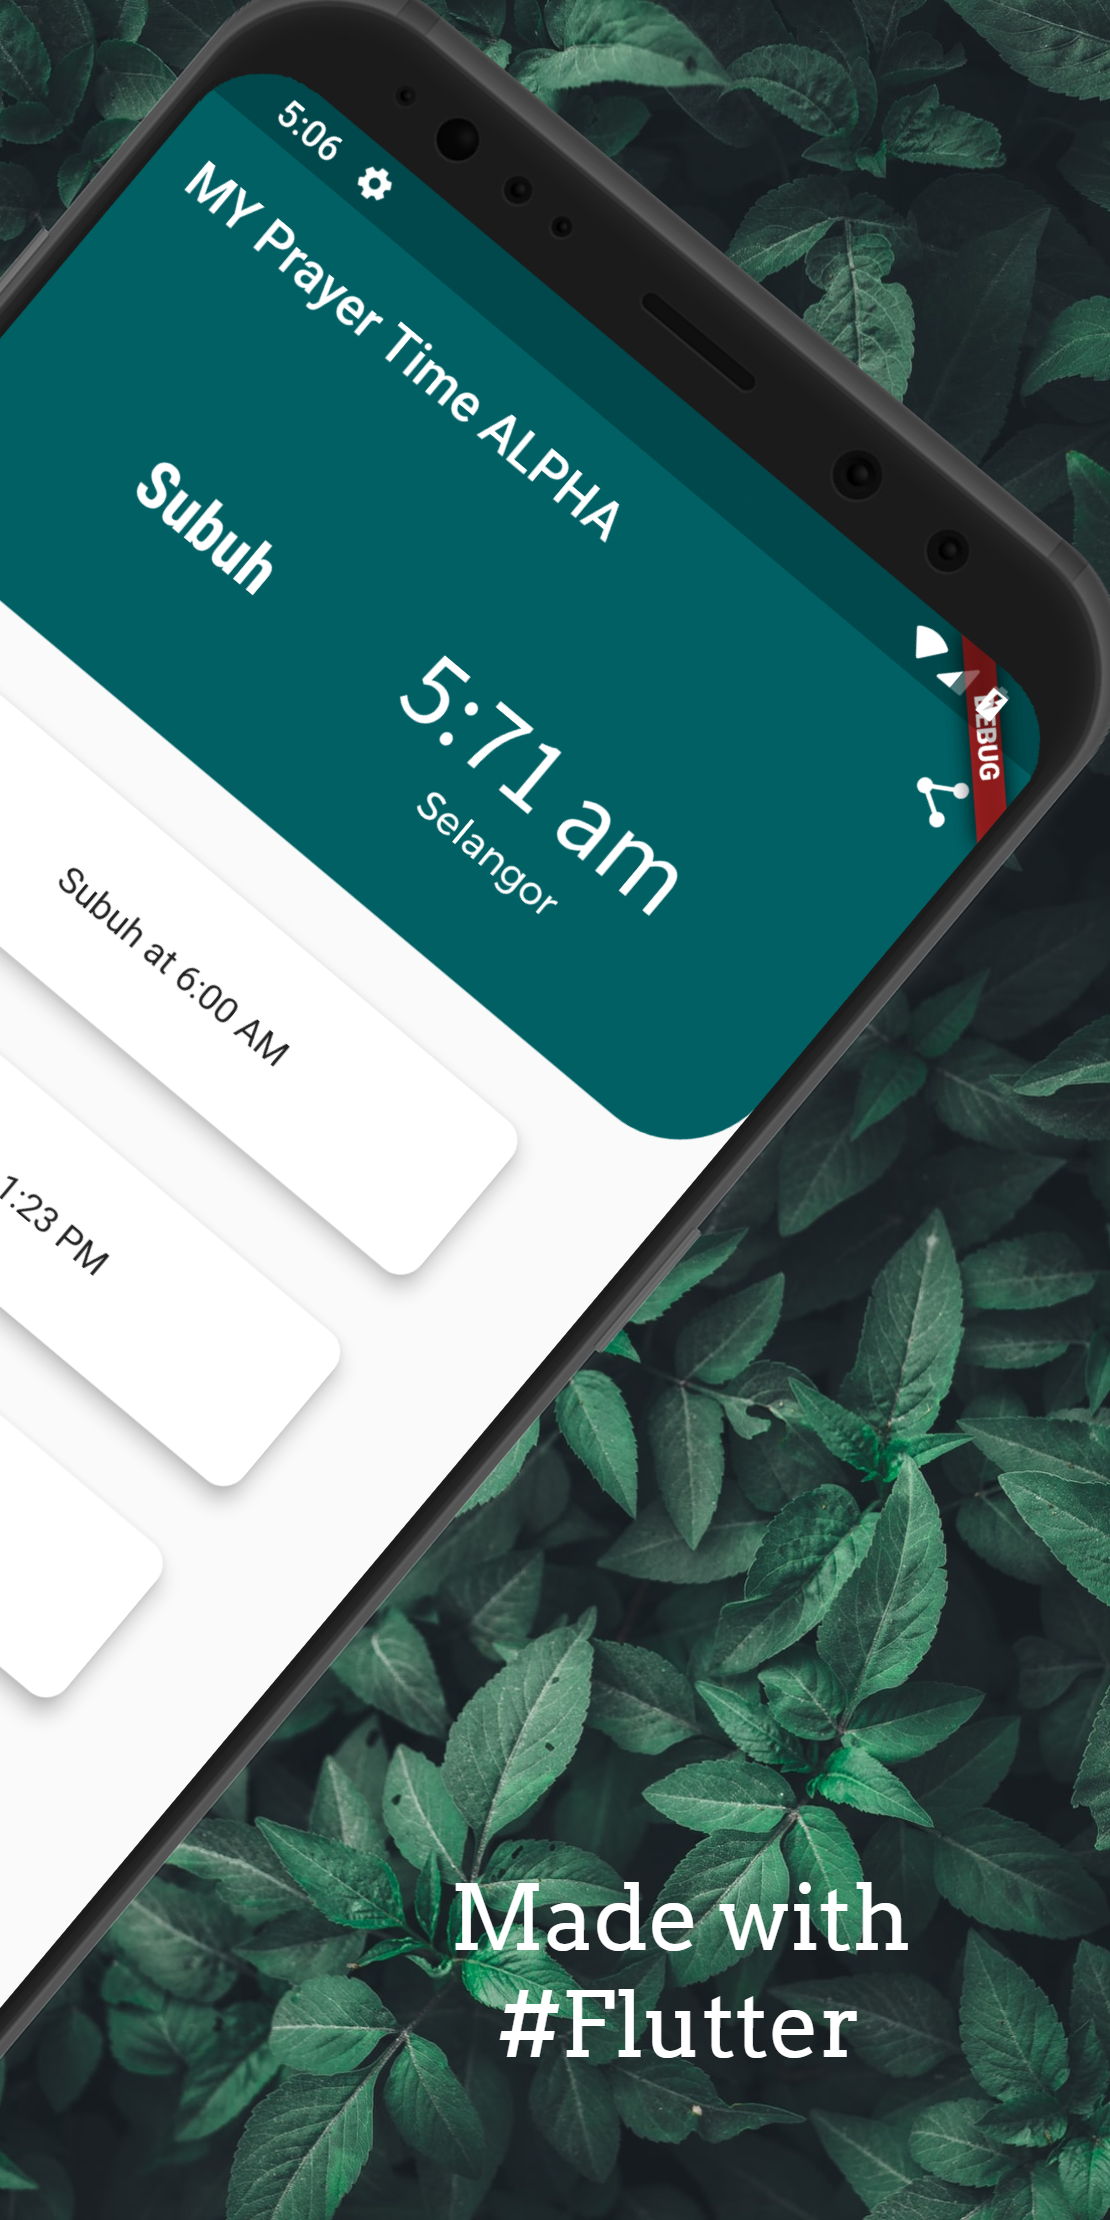 5:06
MY Prayer Time ALPHA
DEBUG
Subuh
5:71 am
Selangor
Subuh at 6:00 AM
1:23 PM
Made with
#Flutter